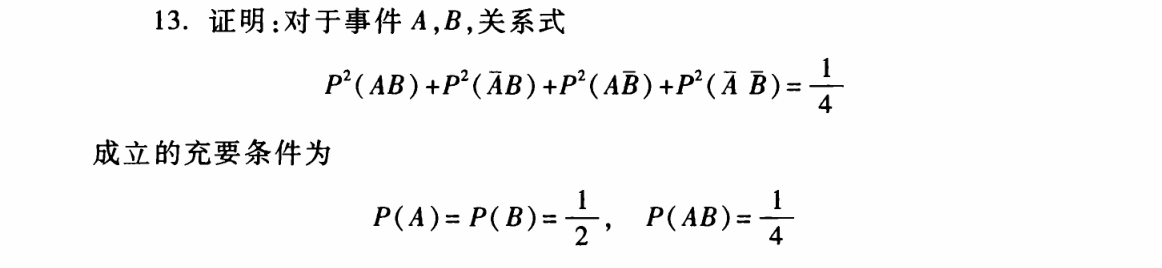 13. 证明:对于事件 A,B,关系式
P²(AB)+P²(A̅B)+P²(AB̅)+P²(A̅ B̅)=1/4
成立的充要条件为
P(A)=P(B)=1/2, P(AB)=1/4